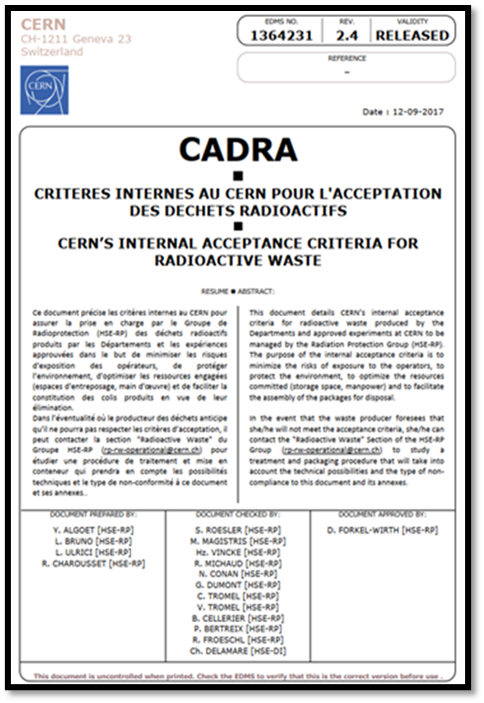 CERN
CH-1211 Geneva 23
Switzerland
EDMS NO.
1364231
REV.
2.4
VALIDITY
RELEASED
REFERENCE
–
CERN
Date : 12-09-2017
CADRA
CRITERES INTERNES AU CERN POUR L'ACCEPTATION
DES DECHETS RADIOACTIFS
CERN'S INTERNAL ACCEPTANCE CRITERIA FOR
RADIOACTIVE WASTE
RESUME ■ ABSTRACT:
Ce document précise les critères internes au CERN pour
assurer la prise en charge par le Groupe de
Radioprotection (HSE-RP) des déchets radioactifs
produits par les Départements et les expériences
approuvées dans le but de minimiser les risques
d'exposition des opérateurs, de protéger
l'environnement, d'optimiser les ressources engagées
(espaces d'entreposage, main d'œuvre) et de faciliter la
constitution des colis produits en vue de leur
élimination.
Dans l'éventualité où le producteur des déchets anticipe
qu'il ne pourra pas respecter les critères d'acceptation, il
peut contacter la section "Radioactive Waste" du
Groupe HSE-RP (rp-rw-operational@cern.ch) pour
étudier une procédure de traitement et mise en
conteneur qui prendra en compte les possibilités
techniques et le type de non-conformité à ce document
et ses annexes..
This document details CERN's internal acceptance
criteria for radioactive waste produced by the
Departments and approved experiments at CERN to be
managed by the Radiation Protection Group (HSE-RP).
The purpose of the internal acceptance criteria is to
minimize the risks of exposure to the operators, to
protect the environment, to optimize the resources
committed (storage space, manpower) and to facilitate
the assembly of the packages for disposal.
In the event that the waste producer foresees that
she/he will not meet the acceptance criteria, she/he can
contact the "Radioactive Waste" Section of the HSE-RP
Group (rp-rw-operational@cern.ch) to study a
treatment and packaging procedure that will take into
account the technical possibilities and the type of non-
compliance to this document and its annexes.
DOCUMENT PREPARED BY:
Y. ALGOET [HSE-RP]
L. BRUNO [HSE-RP]
L. ULRICI [HSE-RP]
R. CHAROUSSET [HSE-RP]
DOCUMENT CHECKED BY:
S. ROESLER [HSE-RP]
M. MAGISTRIS [HSE-RP]
Hz. VINCKE [HSE-RP]
R. MICHAUD [HSE-RP]
N. CONAN [HSE-RP]
G. DUMONT [HSE-RP]
C. TROMEL [HSE-RP]
V. TROMEL [HSE-RP]
B. CELLERIER [HSE-RP]
P. BERTREIX [HSE-RP]
R. FROESCHL [HSE-RP]
Ch. DELAMARE [HSE-DI]
DOCUMENT APPROVED BY:
D. FORKEL-WIRTH [HSE-RP]
This document is uncontrolled when printed. Check the EDMS to verify that this is the correct version before use .